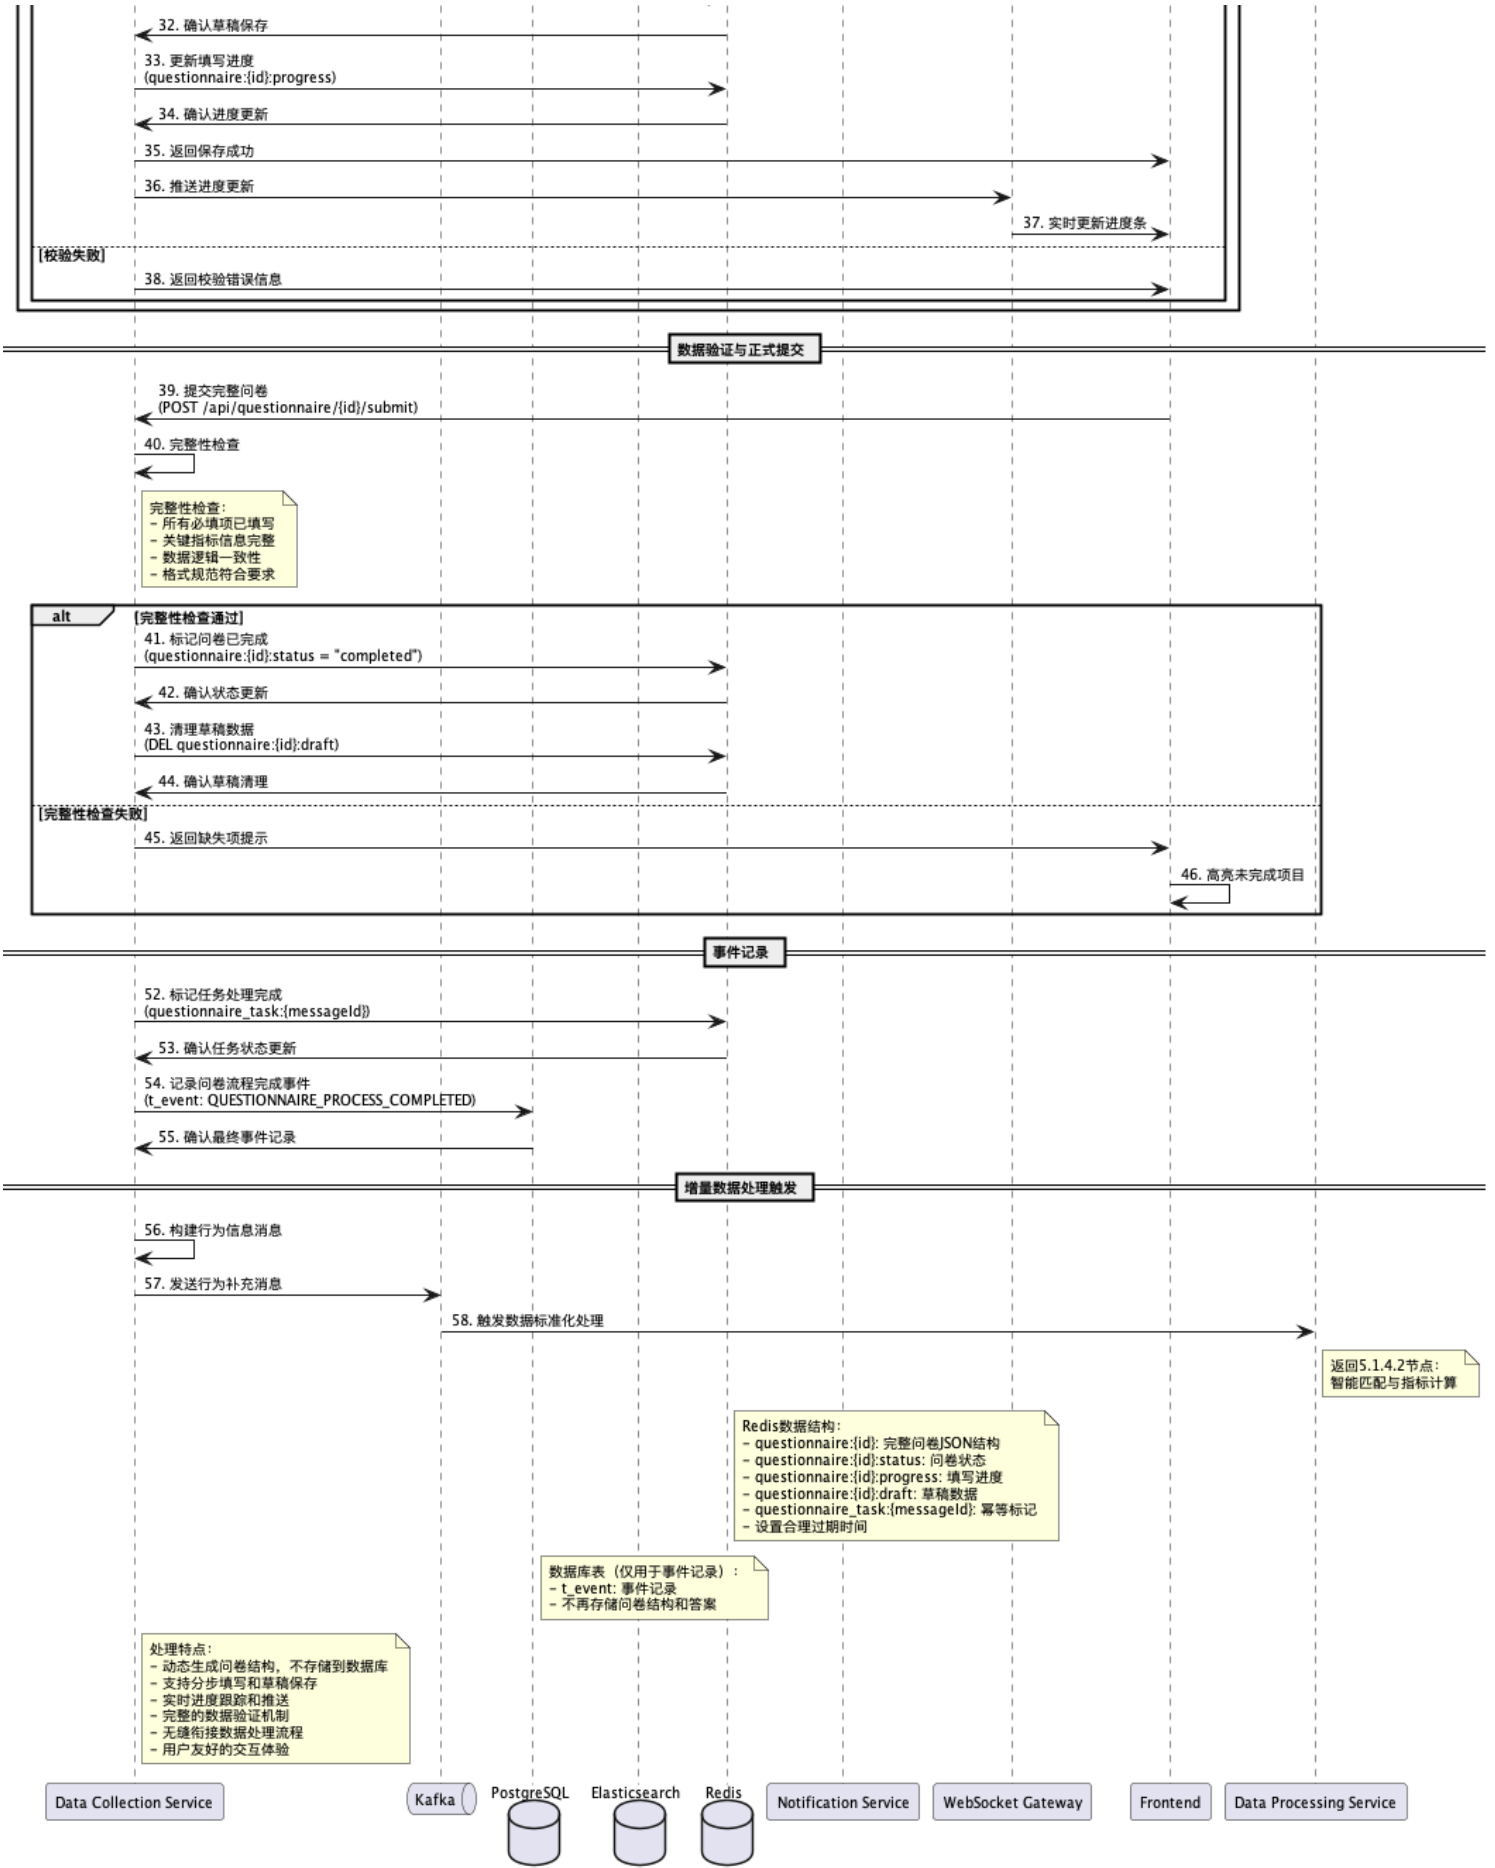 32. 确认草稿保存
33. 更新填写进度
(questionnaire:{id}:progress)
34. 确认进度更新
35. 返回保存成功
36. 推送进度更新
37. 实时更新进度条
[校验失败]
38. 返回校验错误信息
数据验证与正式提交
39. 提交完整问卷
(POST /api/questionnaire/{id}/submit)
40. 完整性检查
完整性检查：
- 所有必填项已填写
- 关键指标信息完整
- 数据逻辑一致性
- 格式规范符合要求
alt
[完整性检查通过]
41. 标记问卷已完成
(questionnaire:{id}:status = "completed")
42. 确认状态更新
43. 清理草稿数据
(DEL questionnaire:{id}:draft)
44. 确认草稿清理
[完整性检查失败]
45. 返回缺失项提示
46. 高亮未完成项目
事件记录
52. 标记任务处理完成
(questionnaire_task:{messageId})
53. 确认任务状态更新
54. 记录问卷流程完成事件
(t_event: QUESTIONNAIRE_PROCESS_COMPLETED)
55. 确认最终事件记录
增量数据处理触发
56. 构建行为信息消息
57. 发送行为补充消息
58. 触发数据标准化处理
返回5.1.4.2节点：
智能匹配与指标计算
Redis数据结构：
- questionnaire:{id}: 完整问卷JSON结构
- questionnaire:{id}:status: 问卷状态
- questionnaire:{id}:progress: 填写进度
- questionnaire:{id}:draft: 草稿数据
- questionnaire_task:{messageId}: 幂等标记
- 设置合理过期时间
数据库表（仅用于事件记录）：
- t_event: 事件记录
- 不再存储问卷结构和答案
处理特点：
- 动态生成问卷结构，不存储到数据库
- 支持分步填写和草稿保存
- 实时进度跟踪和推送
- 完整的数据验证机制
- 无缝衔接数据处理流程
- 用户友好的交互体验
Data Collection Service
Kafka
PostgreSQL
Elasticsearch
Redis
Notification Service
WebSocket Gateway
Frontend
Data Processing Service